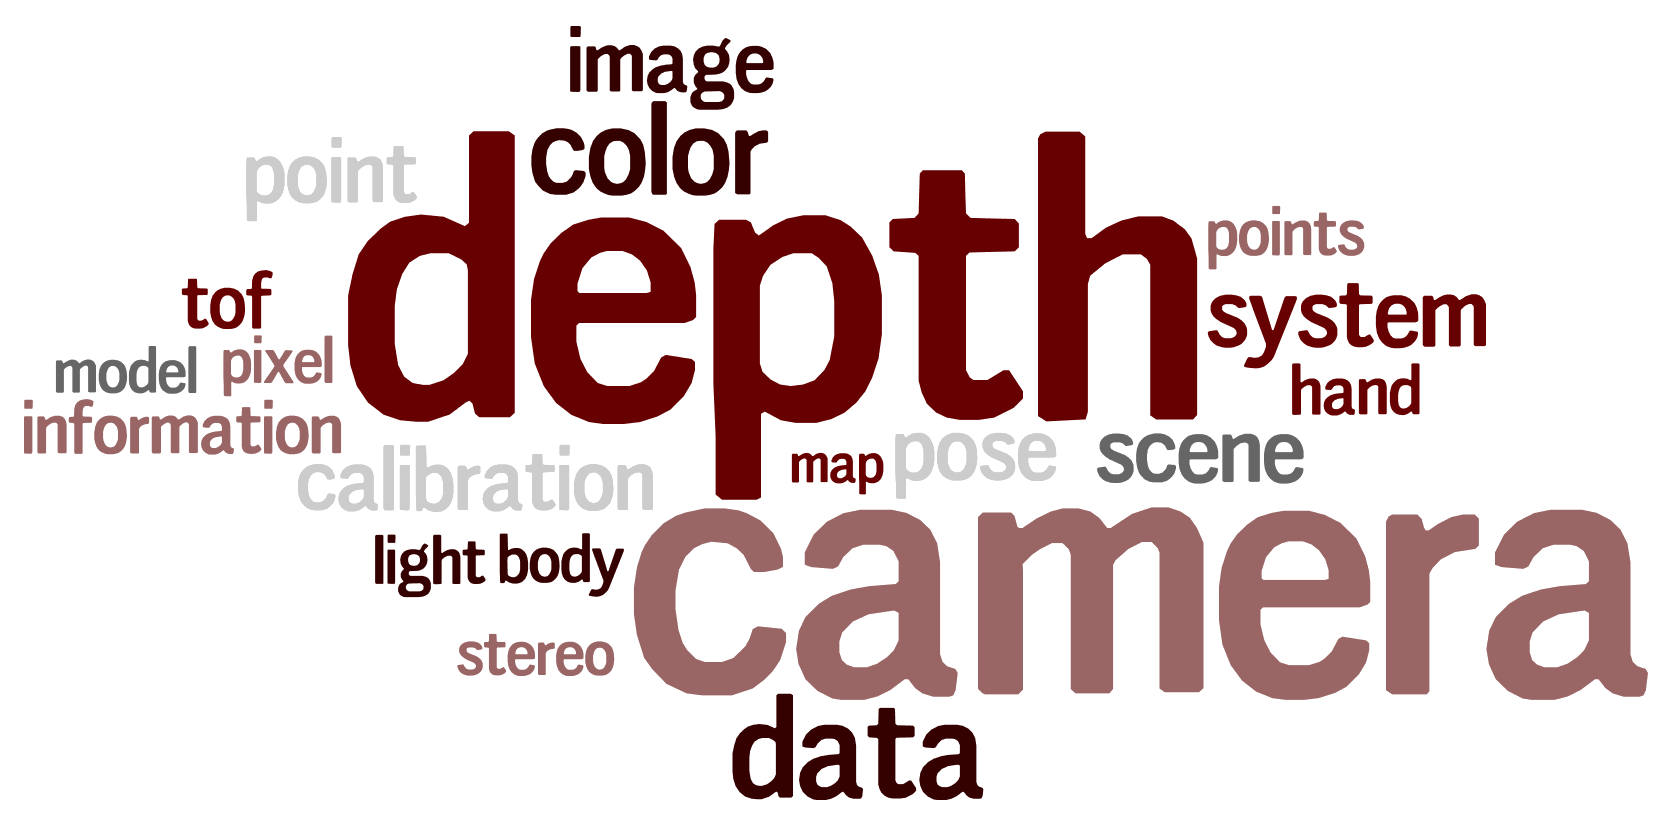 image
color
point
depth
points
tof
system
model
pixel
hand
information
calibration
map
pose
scene
camera
light
body
stereo
data